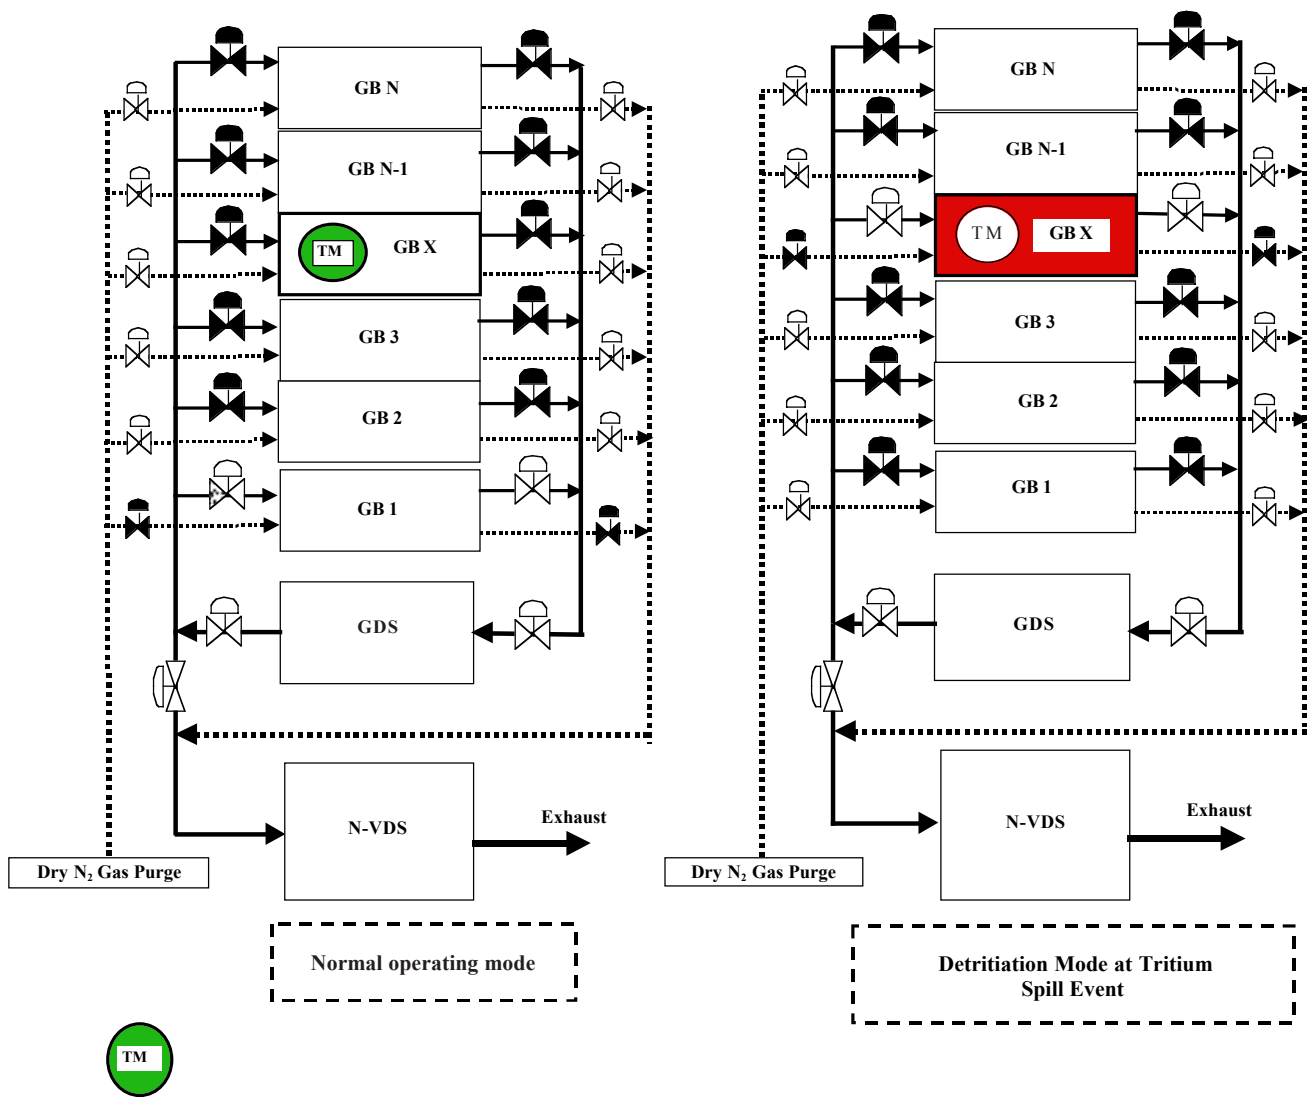 GB N
GB N-1
TM
GB X
GB 3
GB 2
GB 1
GDS
N-VDS
Exhaust
Dry N₂ Gas Purge
Normal operating mode
TM
GB N
GB N-1
TM
GB X
GB 3
GB 2
GB 1
GDS
N-VDS
Exhaust
Dry N₂ Gas Purge
Detritiation Mode at Tritium
Spill Event